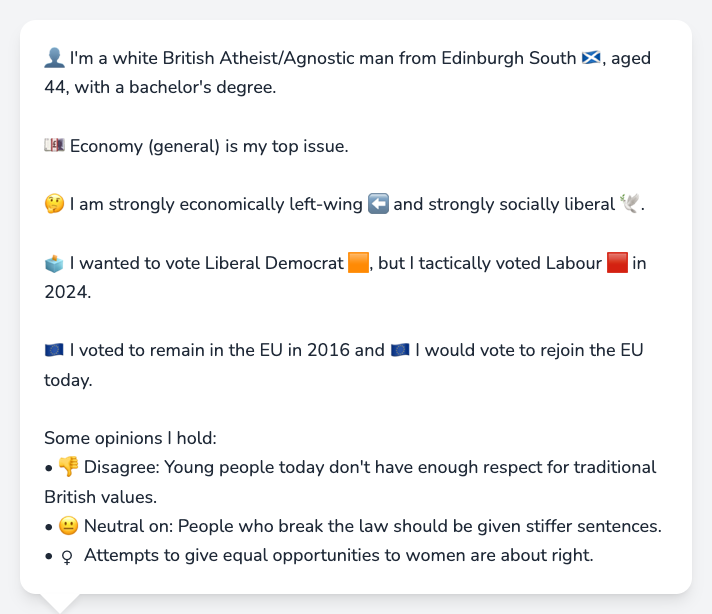 👤 I'm a white British Atheist/Agnostic man from Edinburgh South 🏴󠁧󠁢󠁳󠁣󠁴󠁿, aged
44, with a bachelor's degree.
💷 Economy (general) is my top issue.
🤔 I am strongly economically left-wing ⬅️ and strongly socially liberal 🕊️.
🗳️ I wanted to vote Liberal Democrat 🟧, but I tactically voted Labour 🟥 in
2024.
🇪🇺 I voted to remain in the EU in 2016 and 🇪🇺 I would vote to rejoin the EU
today.
Some opinions I hold:
• 👎 Disagree: Young people today don't have enough respect for traditional
British values.
• 😐 Neutral on: People who break the law should be given stiffer sentences.
• ♀ Attempts to give equal opportunities to women are about right.